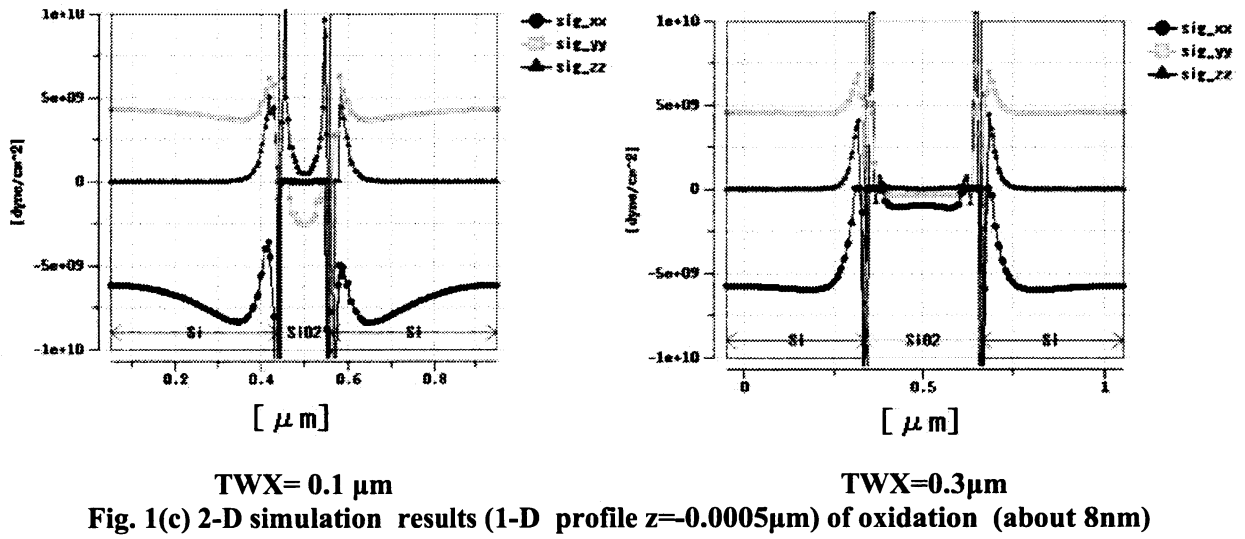 1e+10
5e+09
0
-5e+09
-1e+10
[dyne/cm^2]
sig_xx
sig_yy
sig_zz
Si
SiO2
Si
0.2
0.4
0.6
0.8
[ μm]
1e+10
5e+09
0
-5e+09
-1e+10
[dyne/cm^2]
sig_xx
sig_yy
sig_zz
Si
SiO2
Si
0
0.5
1
[ μm]
TWX= 0.1 μm
TWX=0.3μm
Fig. 1(c) 2-D simulation results (1-D profile z=-0.0005μm) of oxidation (about 8nm)